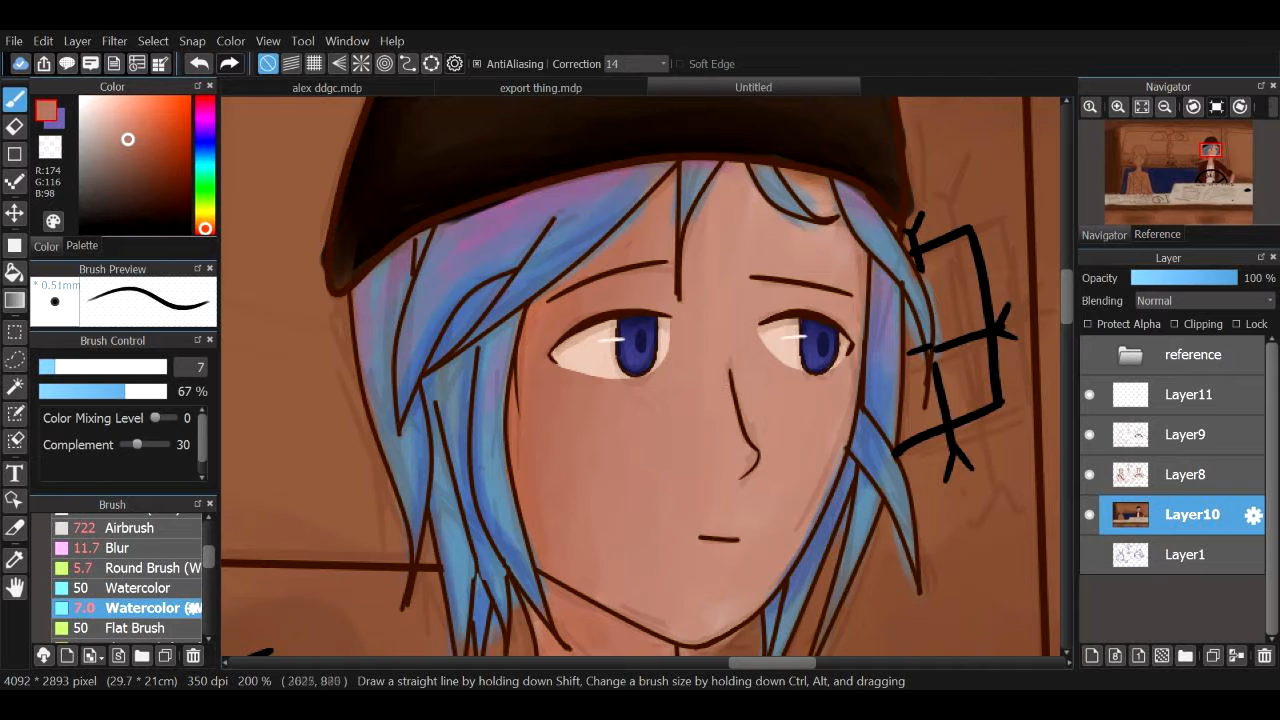 File Edit Layer Filter Select Snap Color View Tool Window Help
AntiAliasing Correction 14 Soft Edge
Color
alex ddgc.mdp export thing.mdp Untitled
Navigator
R:174
G:116
B:98
Color Palette
Navigator Reference
Brush Preview
* 0.51mm
Layer
Opacity 100 %
Blending Normal
Protect Alpha Clipping Lock
Brush Control
7
67 %
Color Mixing Level 0
Complement 30
reference
Layer11
Layer9
Layer8
Layer10
Layer1
Brush
722 Airbrush
11.7 Blur
5.7 Round Brush (W
50 Watercolor
7.0 Watercolor (W
50 Flat Brush
4092 * 2893 pixel (29.7 * 21cm) 350 dpi 200 % Draw a straight line by holding down Shift, Change a brush size by holding down Ctrl, Alt, and dragging